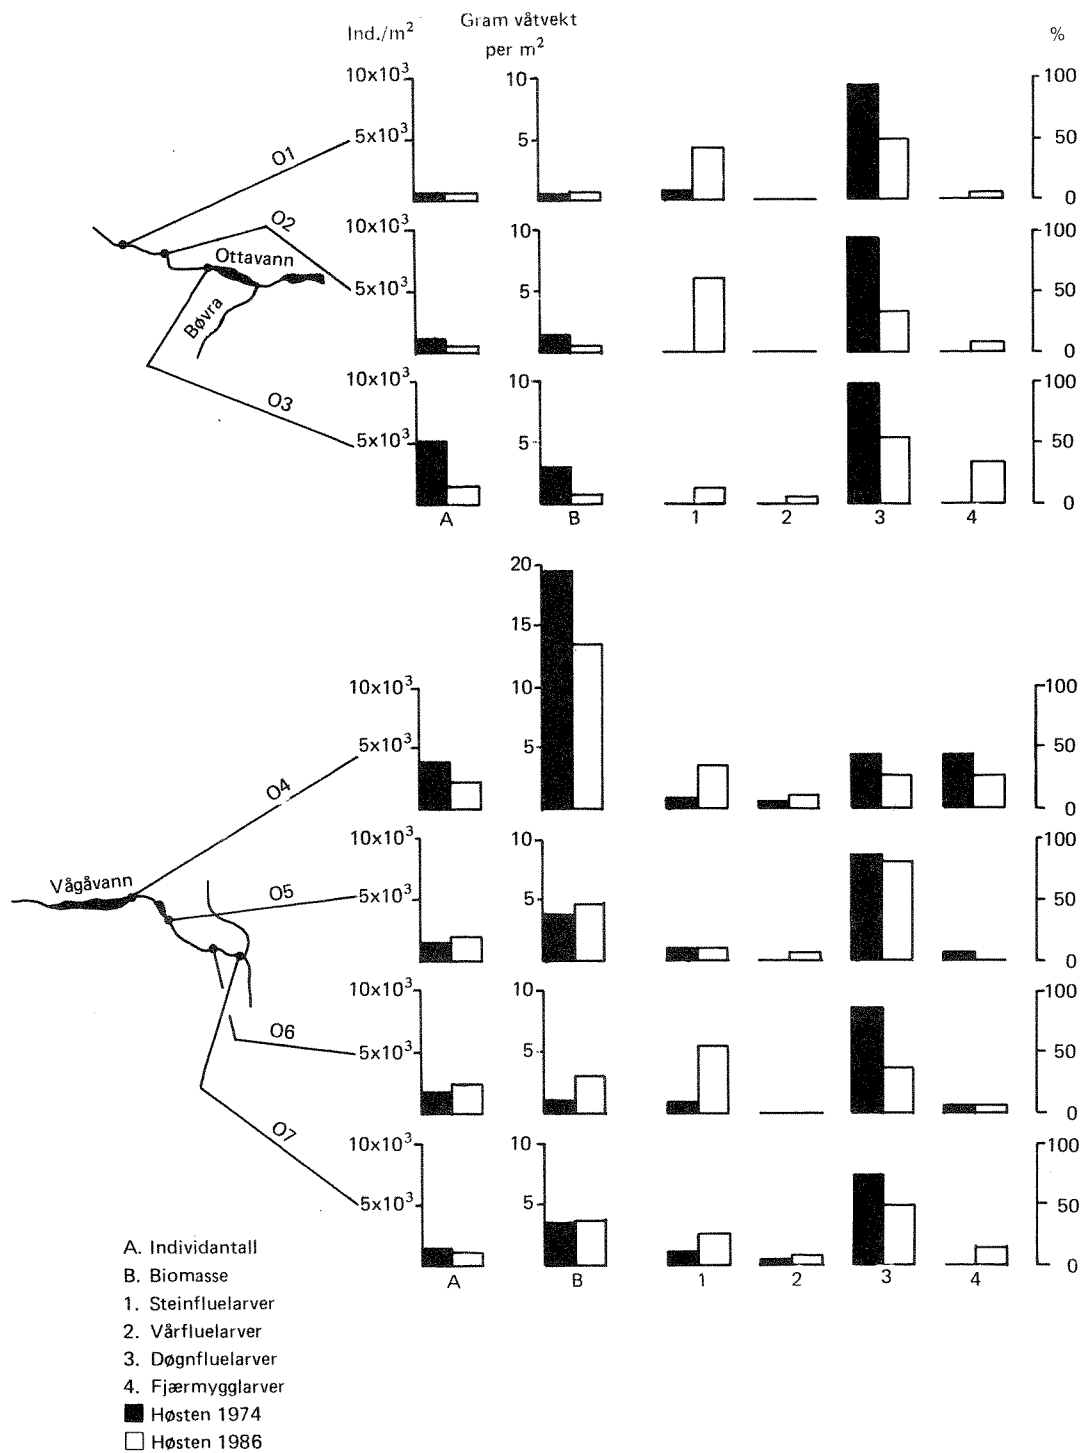 Ind./m²
Gram våtvekt
per m²
%
10x10³
10
100
5x10³
5
50
0
O1
O2
Ottavann
Bøvra
10x10³
10
100
5x10³
5
50
0
O3
10x10³
10
100
5x10³
5
50
0
A
B
1
2
3
4
20
15
10x10³
10
100
5x10³
5
50
0
O4
Vågåvann
O5
10x10³
10
100
5x10³
5
50
0
O6
10x10³
10
100
5x10³
5
50
0
O7
10x10³
10
100
5x10³
5
50
0
A
B
1
2
3
4
A. Individantall
B. Biomasse
1. Steinfluelarver
2. Vårfluelarver
3. Døgnfluelarver
4. Fjærmygglarver
Høsten 1974
Høsten 1986